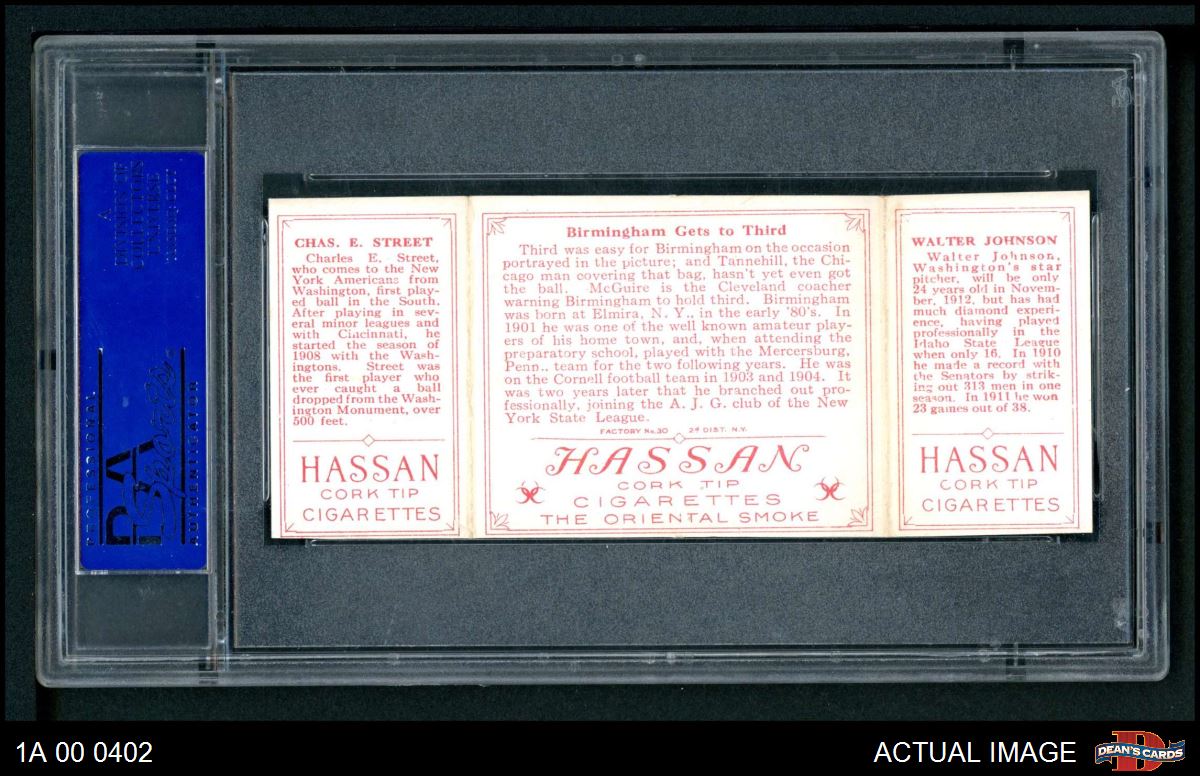 A
DIVISION OF
COLLECTORS
UNIVERSE
PROFESSIONAL
PSA
Sports
AUTHENTICATOR
CHAS. E. STREET
Charles E. Street,
who comes to the New
York Americans from
Washington, first play-
ed ball in the South.
After playing in sev-
eral minor leagues and
with Cincinnati, he
started the season of
1908 with the Wash-
ingtons. Street was
the first player who
ever caught a ball
dropped from the Wash-
ington Monument, over
500 feet.
HASSAN
CORK TIP
CIGARETTES
Birmingham Gets to Third
Third was easy for Birmingham on the occasion
portrayed in the picture; and Tannehill, the Chi-
cago man covering that bag, hasn't yet even got
the ball. McGuire is the Cleveland coacher
warning Birmingham to hold third. Birmingham
was born at Elmira, N. Y., in the early '80's. In
1901 he was one of the well known amateur play-
ers of his home town, and, when attending the
preparatory school, played with the Mercersburg,
Penn., team for the two following years. He was
on the Cornell football team in 1903 and 1904. It
was two years later that he branched out pro-
fessionally, joining the A. J. G. club of the New
York State League.
FACTORY No.30 2d DIST. N.Y.
HASSAN
CORK TIP
CIGARETTES
THE ORIENTAL SMOKE
WALTER JOHNSON
Walter Johnson,
Washington's star
pitcher, will be only
24 years old in Novem-
ber, 1912, but has had
much diamond experi-
ence, having played
professionally in the
Idaho State League
when only 16. In 1910
he made a record with
the Senators by strik-
ing out 313 men in one
season. In 1911 he won
23 games out of 38.
HASSAN
CORK TIP
CIGARETTES
1A 00 0402
ACTUAL IMAGE
DEAN'S CARDS